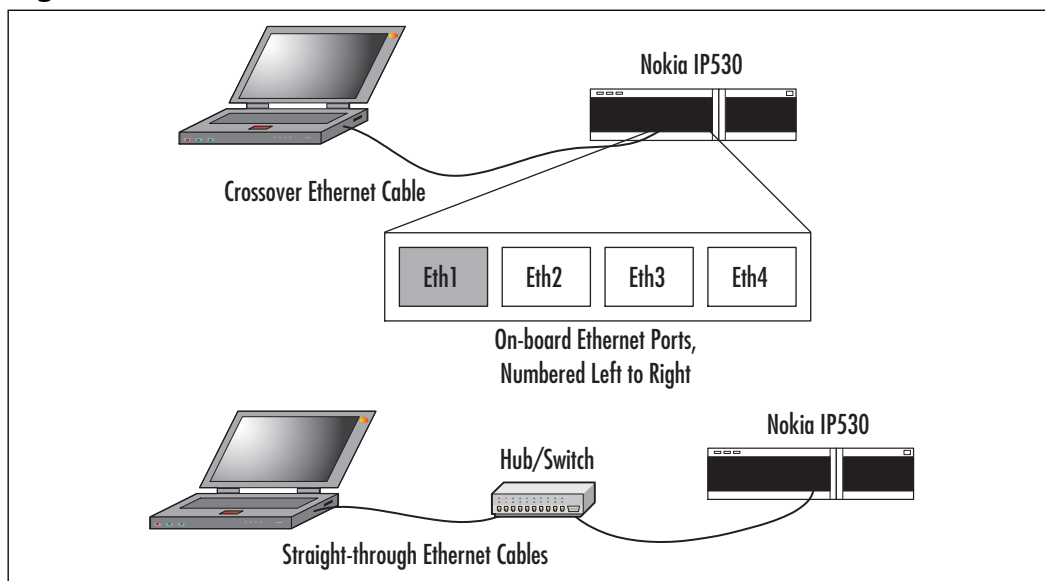 Nokia IP530
Crossover Ethernet Cable
Eth1 Eth2 Eth3 Eth4
On-board Ethernet Ports,
Numbered Left to Right
Nokia IP530
Hub/Switch
Straight-through Ethernet Cables